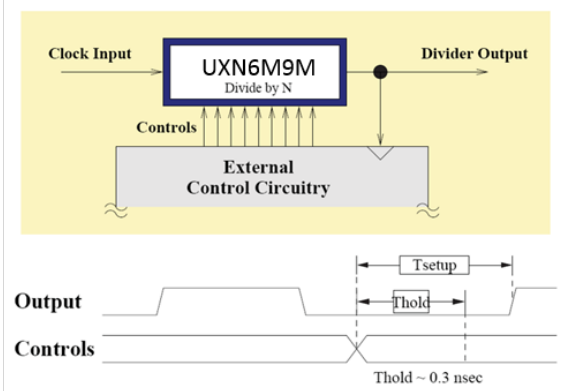 Clock Input
UXN6M9M
Divider Output
Divide by N
Controls
External
Control Circuitry
Tsetup
Output
Thold
Controls
Thold ~ 0.3 nsec